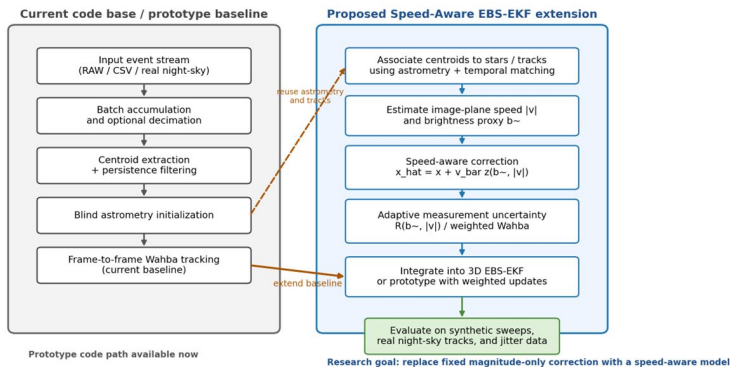 Current code base / prototype baseline
Input event stream
(RAW / CSV / real night-sky)
Batch accumulation
and optional decimation
Centroid extraction
+ persistence filtering
Blind astrometry initialization
Frame-to-frame Wahba tracking
(current baseline)
Prototype code path available now
reuse astrometry
and tracks
extend baseline
Proposed Speed-Aware EBS-EKF extension
Associate centroids to stars / tracks
using astrometry + temporal matching
Estimate image-plane speed |v|
and brightness proxy b~
Speed-aware correction
x_hat = x + v_bar z(b~, |v|)
Adaptive measurement uncertainty
R(b~, |v|) / weighted Wahba
Integrate into 3D EBS-EKF
or prototype with weighted updates
Evaluate on synthetic sweeps,
real night-sky tracks, and jitter data
Research goal: replace fixed magnitude-only correction with a speed-aware model